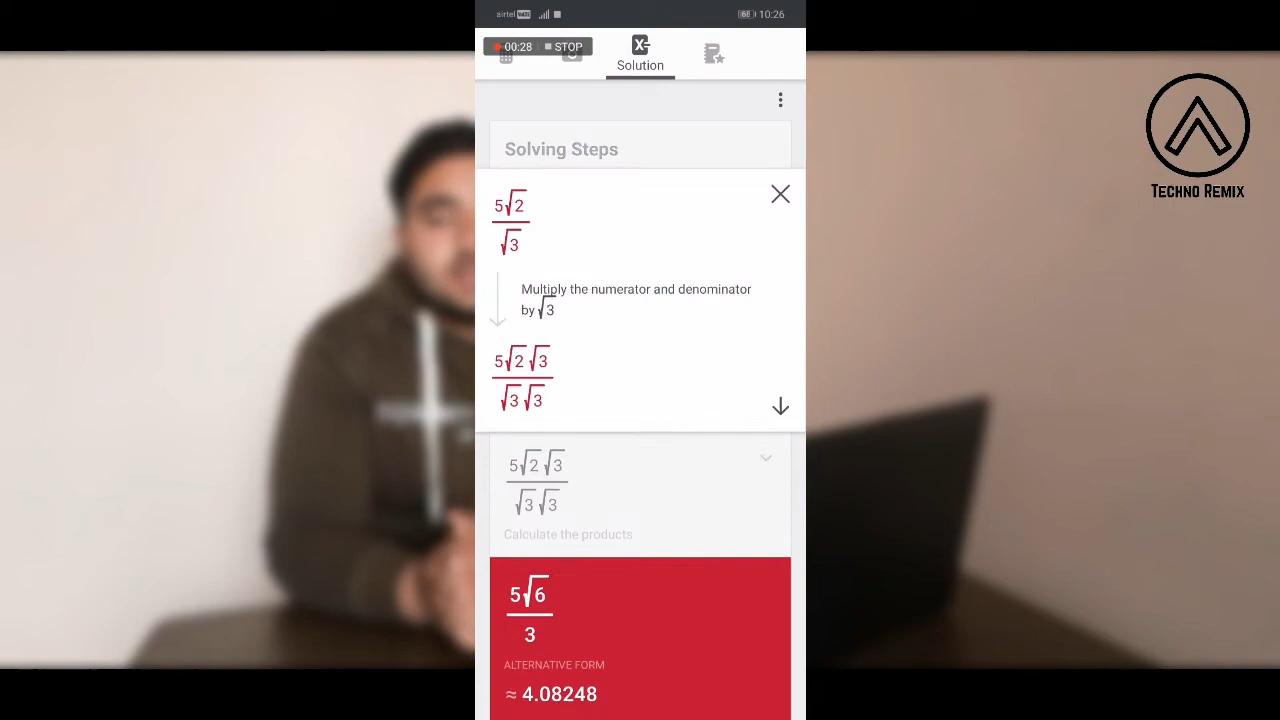 airtel VoLTE 68 10:26
00:28 STOP
X=
Solution
Solving Steps
5√2
√3
Multiply the numerator and denominator
by √3
5√2 √3
√3 √3
5√2 √3
√3 √3
Calculate the products
5√6
3
ALTERNATIVE FORM
≈ 4.08248
TECHNO REMIX